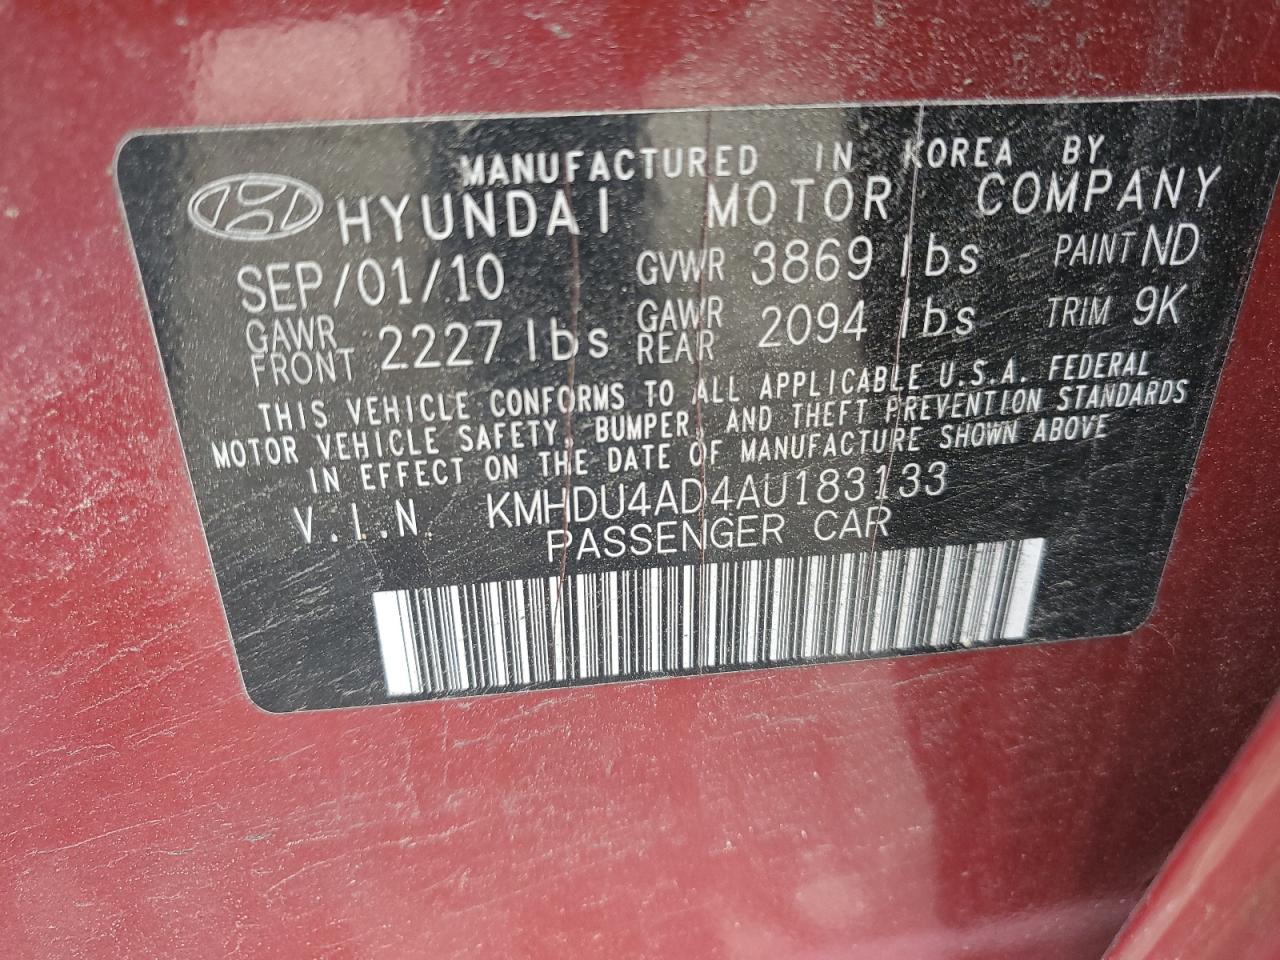 MANUFACTURED IN KOREA BY
HYUNDAI MOTOR COMPANY
SEP/01/10 GVWR 3869 lbs PAINT ND
GAWR FRONT 2227 lbs GAWR REAR 2094 lbs TRIM 9K
THIS VEHICLE CONFORMS TO ALL APPLICABLE U.S.A. FEDERAL
MOTOR VEHICLE SAFETY, BUMPER, AND THEFT PREVENTION STANDARDS
IN EFFECT ON THE DATE OF MANUFACTURE SHOWN ABOVE
V.I.N. KMHDU4AD4AU183133
PASSENGER CAR